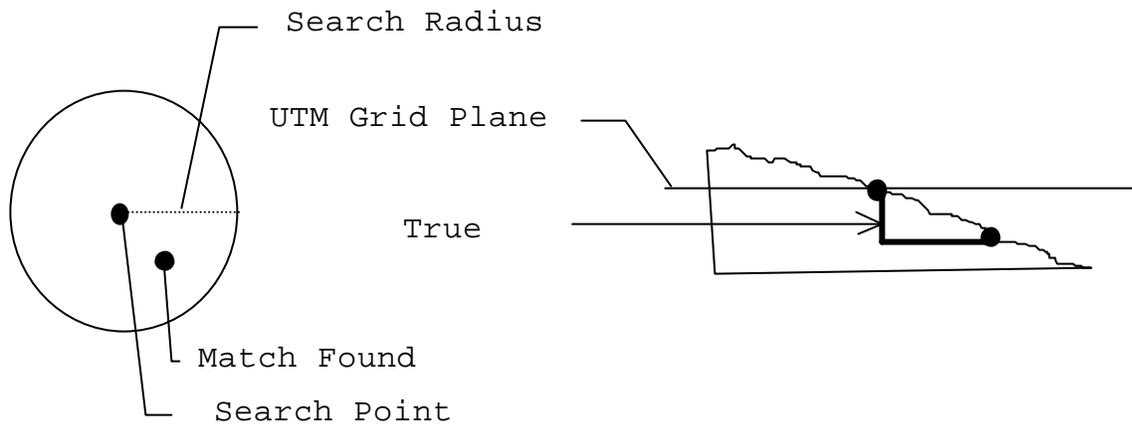 Search Radius
UTM Grid Plane
True
Match Found
Search Point